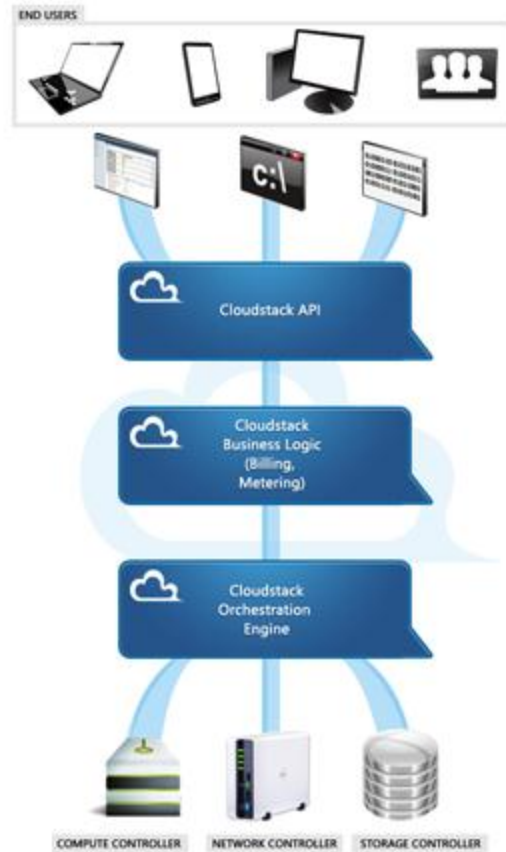 END USERS
c:\
Cloudstack API
Cloudstack
Business Logic
(Billing,
Metering)
Cloudstack
Orchestration
Engine
COMPUTE CONTROLLER
NETWORK CONTROLLER
STORAGE CONTROLLER